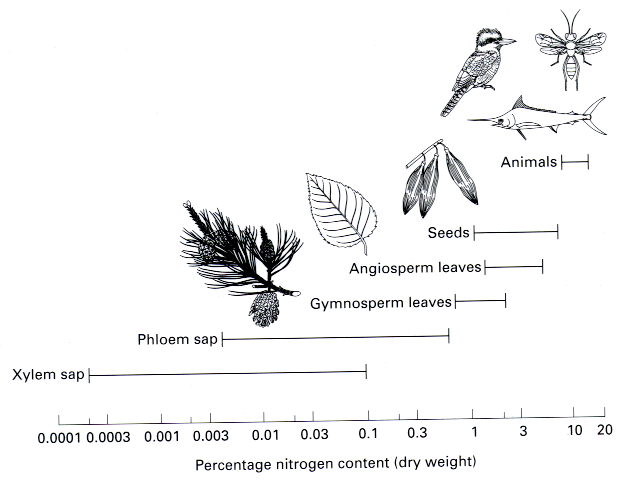 Animals
Seeds
Angiosperm leaves
Gymnosperm leaves
Phloem sap
Xylem sap
0.0001 0.0003 0.001 0.003 0.01 0.03 0.1 0.3 1 3 10 20
Percentage nitrogen content (dry weight)